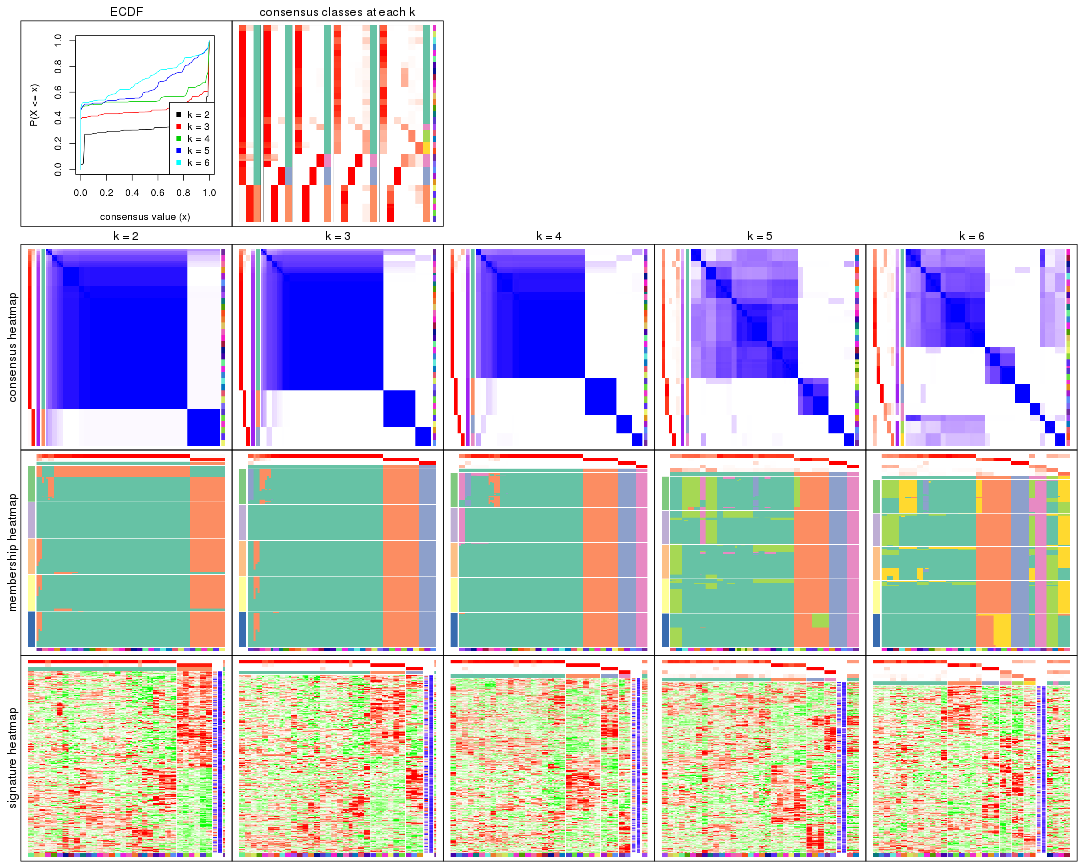 ECDF
consensus classes at each k
P(X <= x)
0.0 0.2 0.4 0.6 0.8 1.0
k = 2
k = 3
k = 4
k = 5
k = 6
0.0 0.2 0.4 0.6 0.8 1.0
consensus value (x)
k = 2
k = 3
k = 4
k = 5
k = 6
consensus heatmap
membership heatmap
signature heatmap